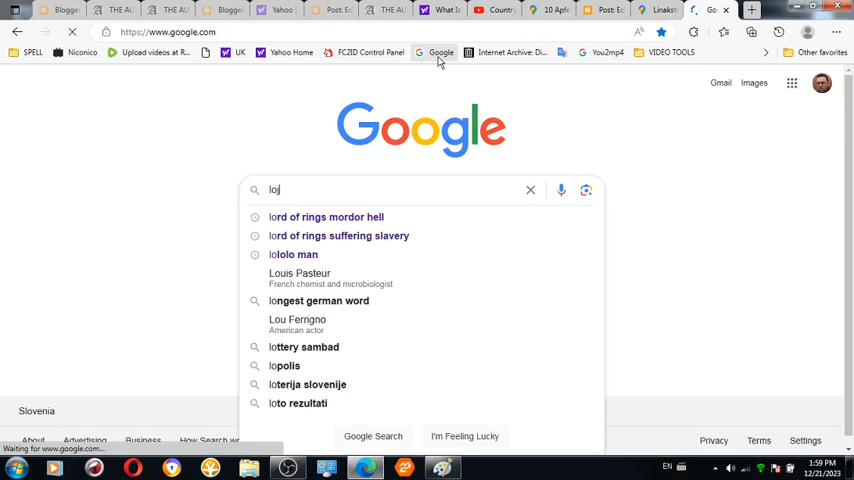 Blogger
THE AU
THE AU
Blogge
Yahoo
Post: Ed
THE AU
What Is
Countr
10 Apfe
Post: Ed
Linakst
Go
https://www.google.com
SPELL
Niconico
Upload videos at R...
UK
Yahoo Home
FC2ID Control Panel
Google
Internet Archive: Di...
You2mp4
VIDEO TOOLS
Other favorites
Gmail Images
Google
loj
lord of rings mordor hell
lord of rings suffering slavery
lololo man
Louis Pasteur
French chemist and microbiologist
longest german word
Lou Ferrigno
American actor
lottery sambad
lopolis
loterija slovenije
loto rezultati
Google Search
I'm Feeling Lucky
Slovenia
About Advertising Business How Search w
Privacy Terms Settings
Waiting for www.google.com...
EN
1:59 PM
12/21/2023